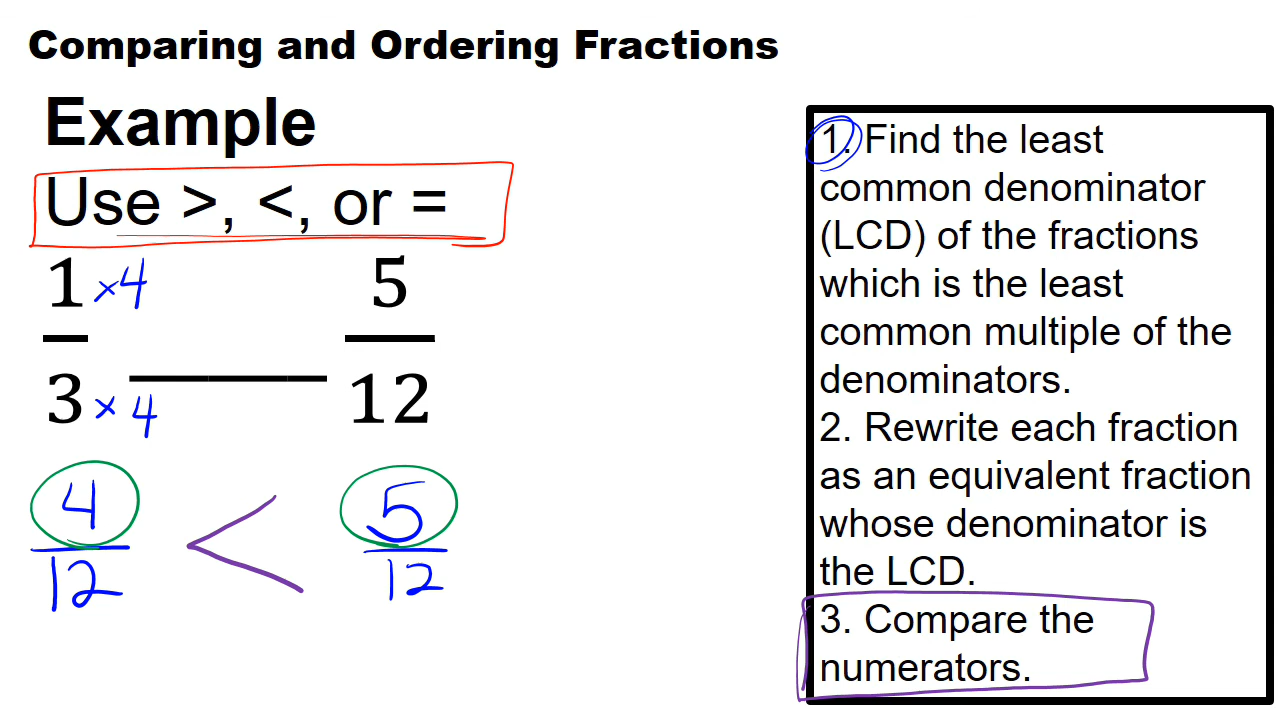 Comparing and Ordering Fractions
Example
Use >, <, or =
1 ×4 5
3 × 4 ___ 12
4 < 5
12 12
1. Find the least
common denominator
(LCD) of the fractions
which is the least
common multiple of the
denominators.
2. Rewrite each fraction
as an equivalent fraction
whose denominator is
the LCD.
3. Compare the
numerators.